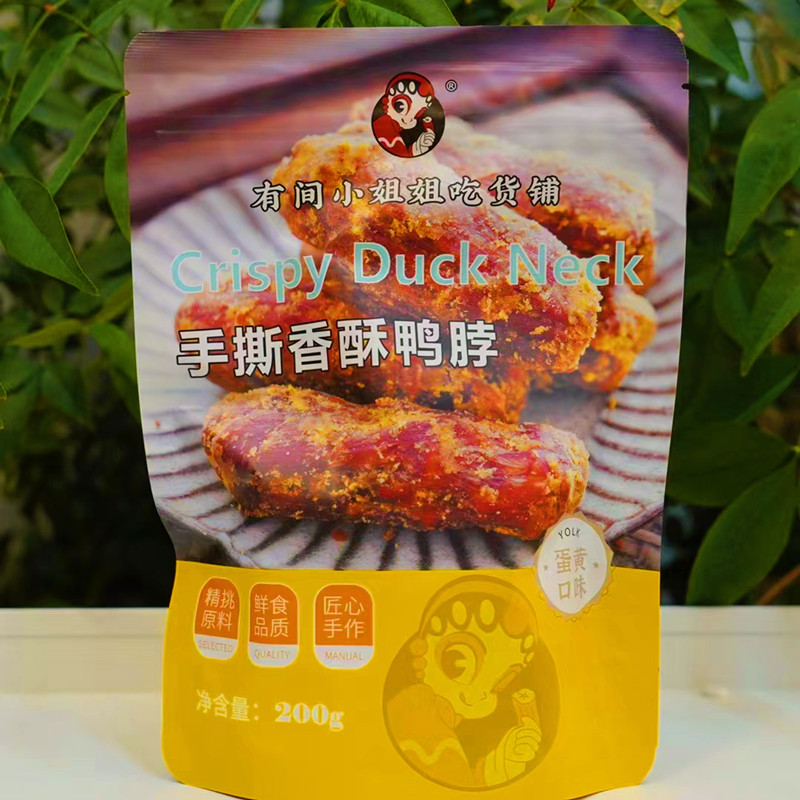 ®
有间小姐姐吃货铺
Crispy Duck Neck
手撕香酥鸭脖
YOLK
蛋黄
口味
精挑
原料
SELECTED
鲜食
品质
QUALITY
匠心
手作
MANUAL
净含量：200g